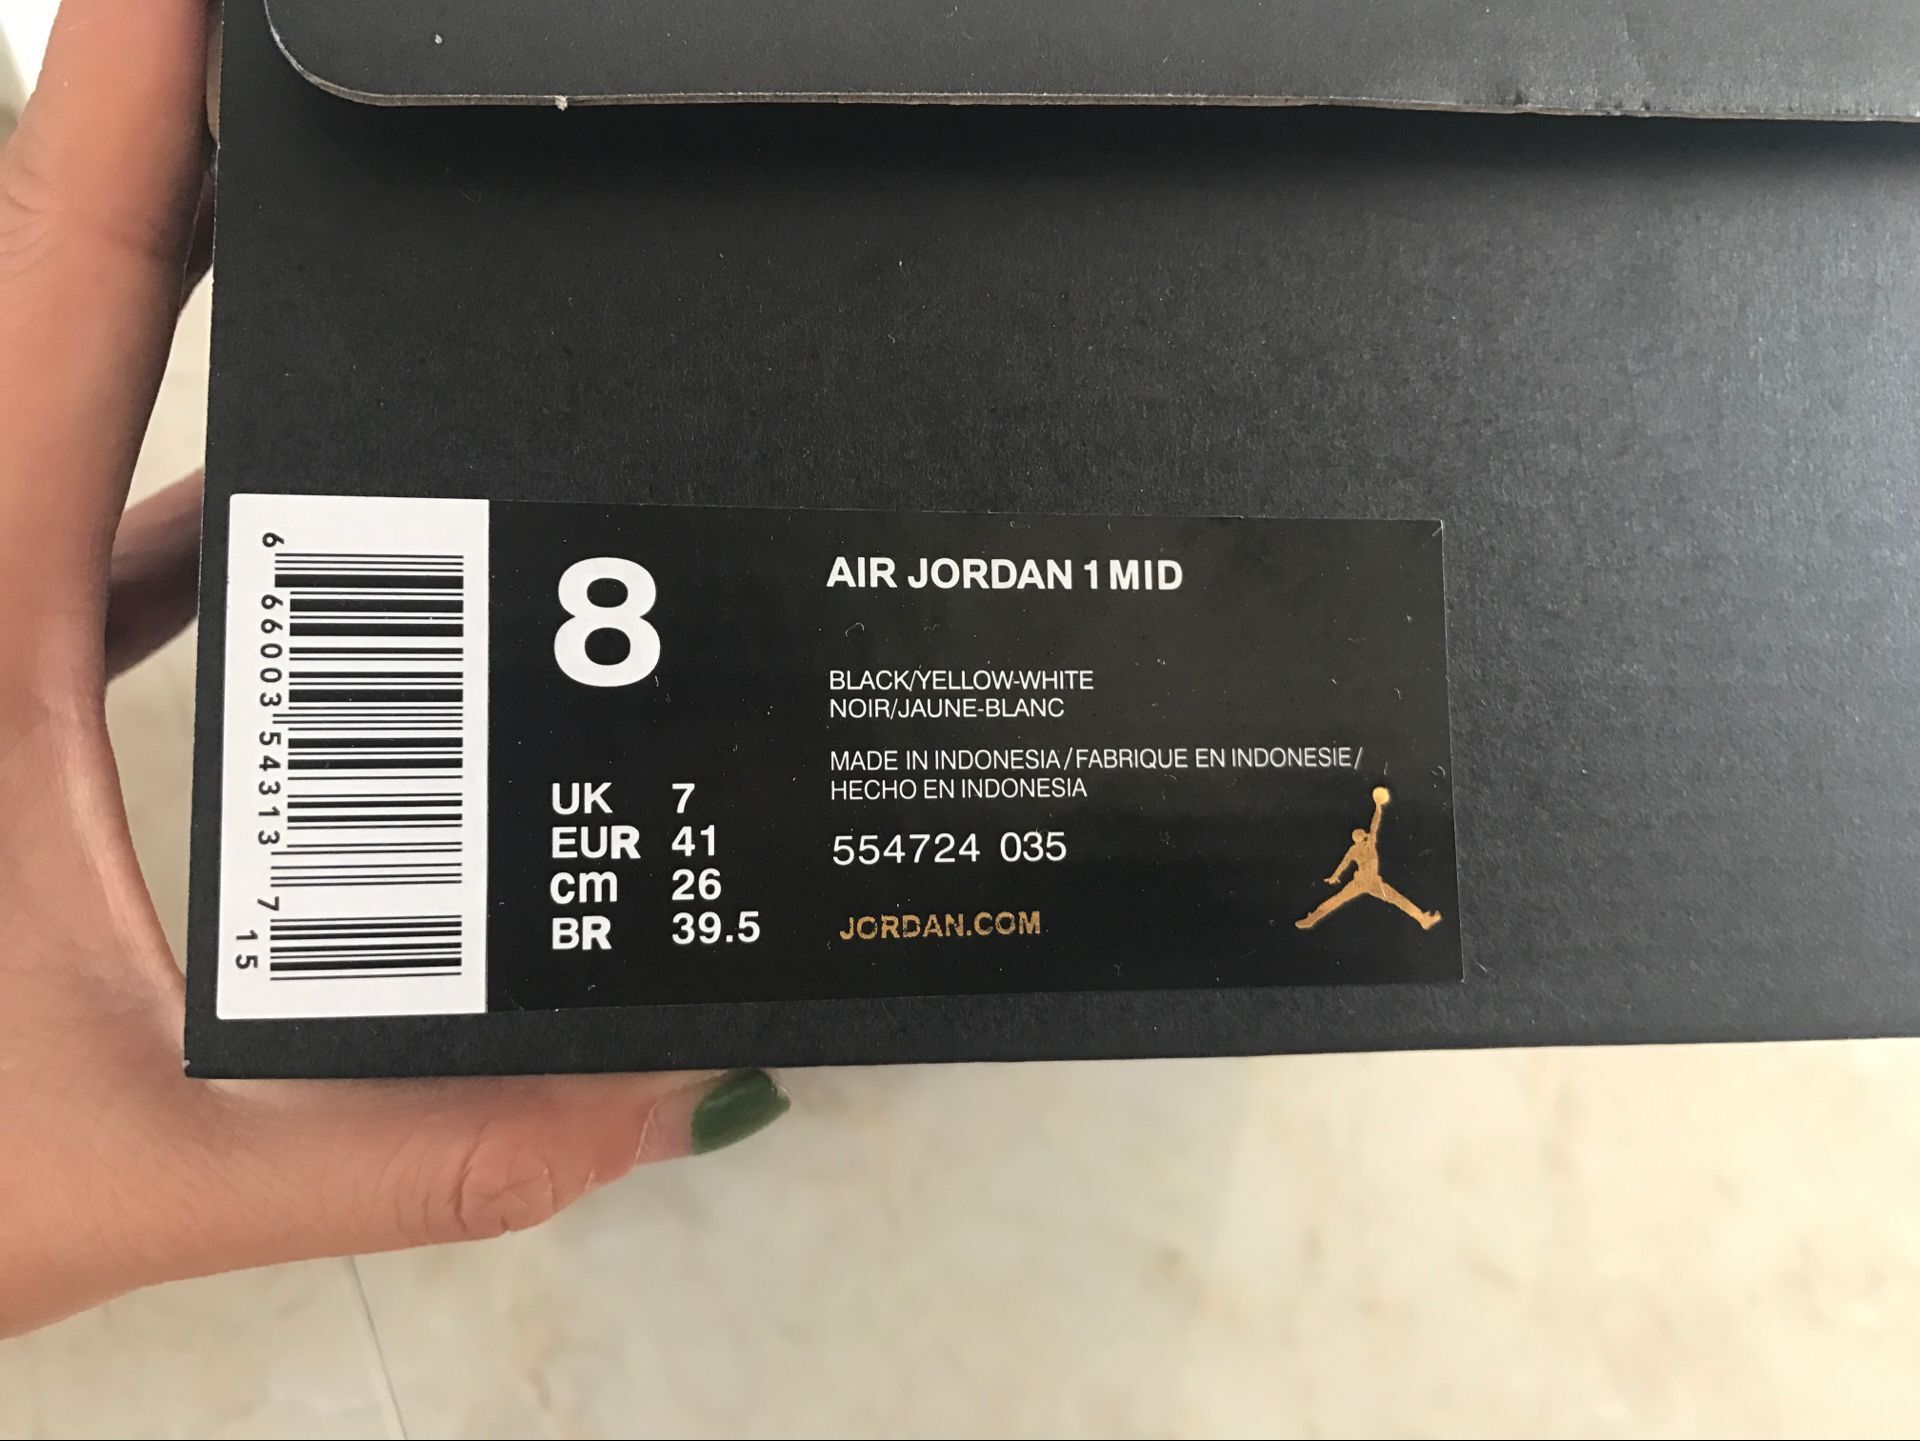 8
AIR JORDAN 1 MID
BLACK/YELLOW-WHITE
NOIR/JAUNE-BLANC
MADE IN INDONESIA/FABRIQUE EN INDONESIE/
HECHO EN INDONESIA
UK 7
EUR 41
cm 26
BR 39.5
554724 035
JORDAN.COM
6 66003 54313 7
15